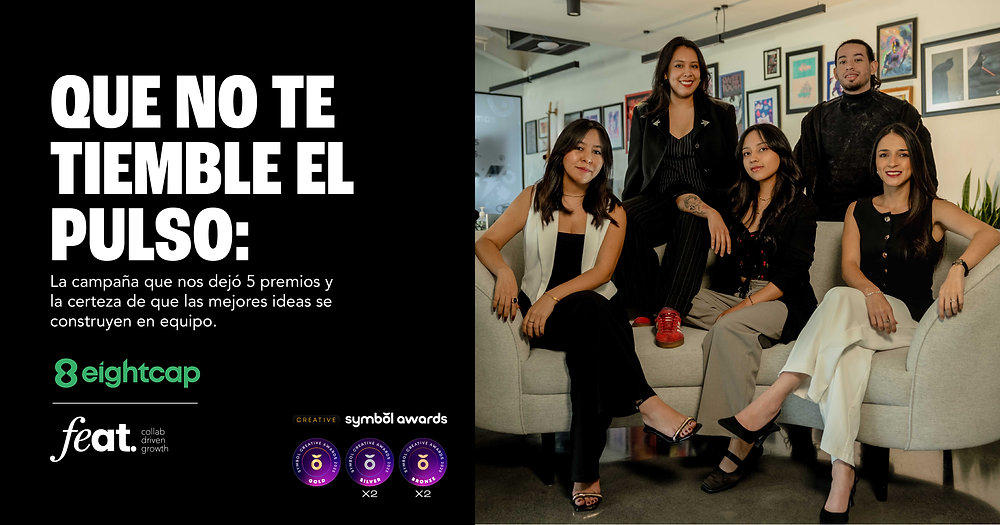 QUE NO TE
TIEMBLE EL
PULSO:
La campaña que nos dejó 5 premios y
la certeza de que las mejores ideas se
construyen en equipo.
8 eightcap
feat. collab
driven
growth
CREATIVE symbol awards
GOLD
SILVER
BRONZE
X2
X2